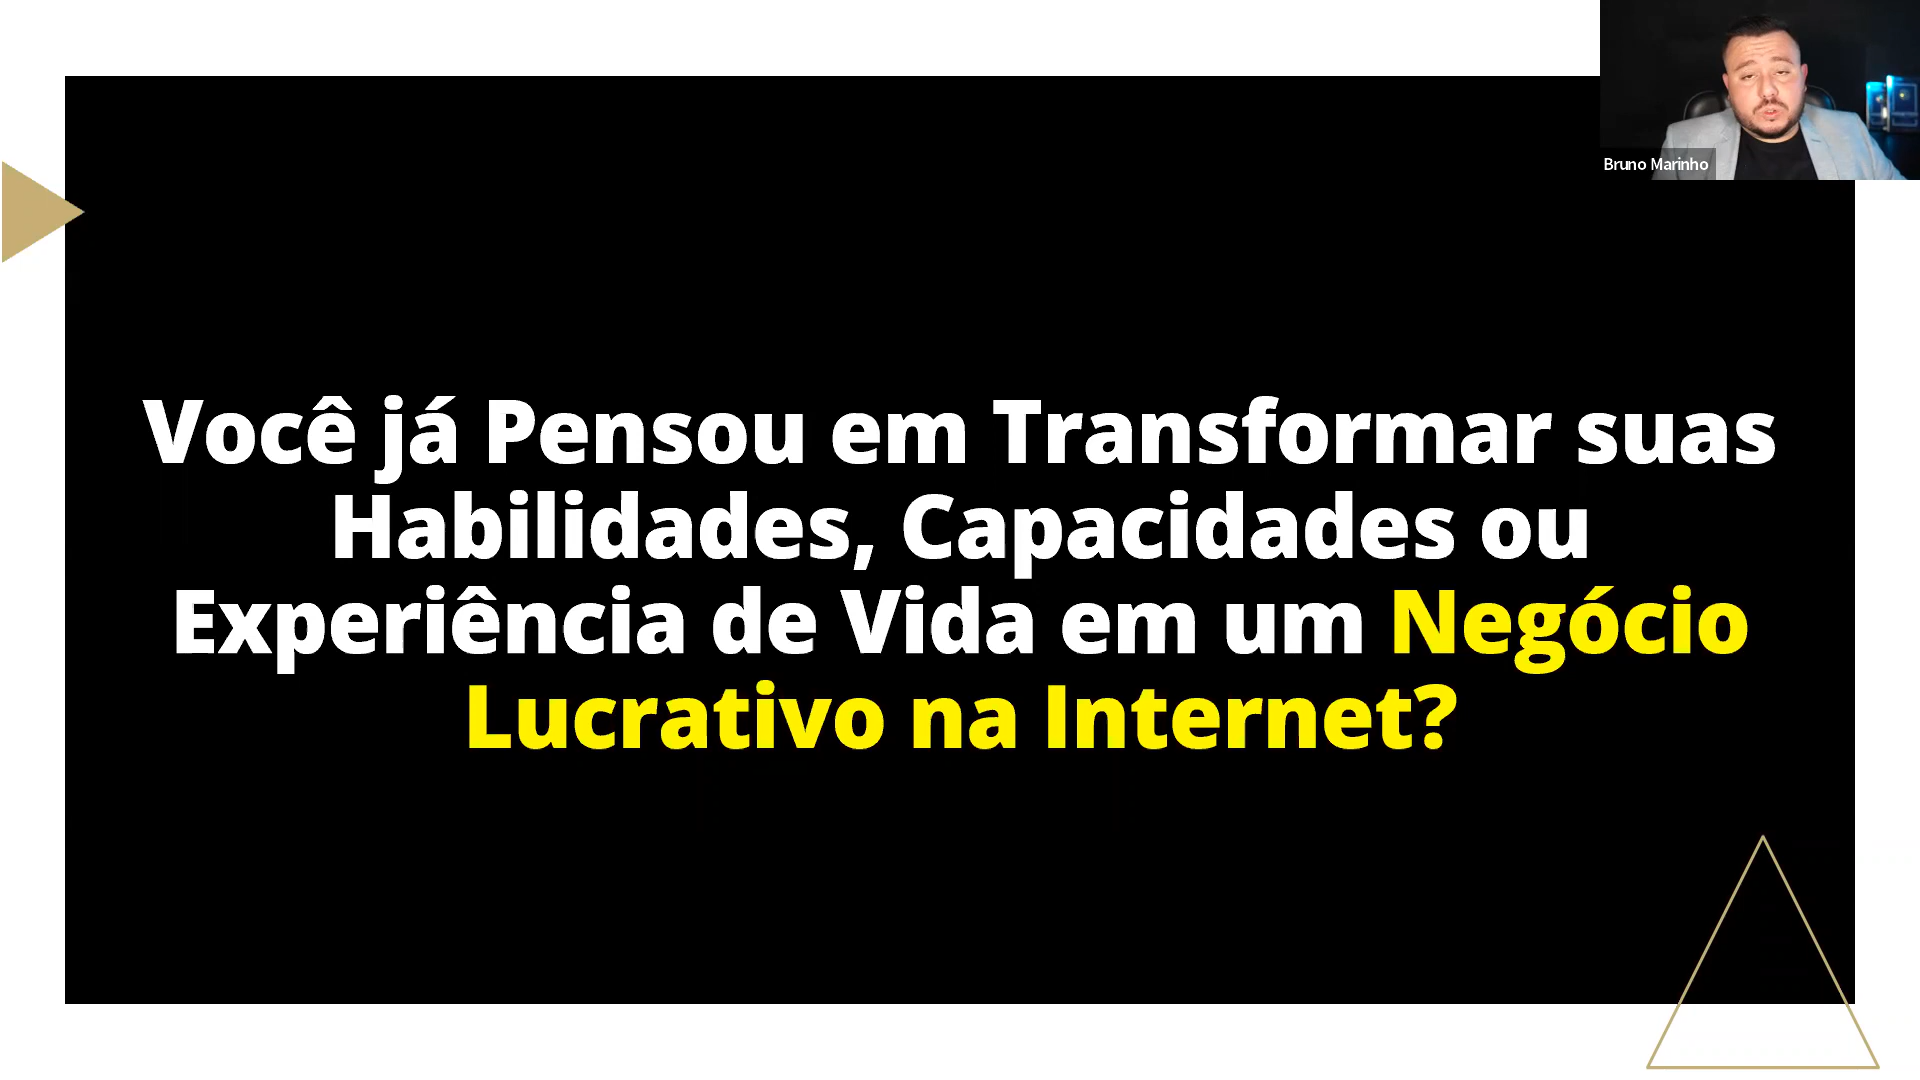 Bruno Marinho
Você já Pensou em Transformar suas
Habilidades, Capacidades ou
Experiência de Vida em um Negócio
Lucrativo na Internet?